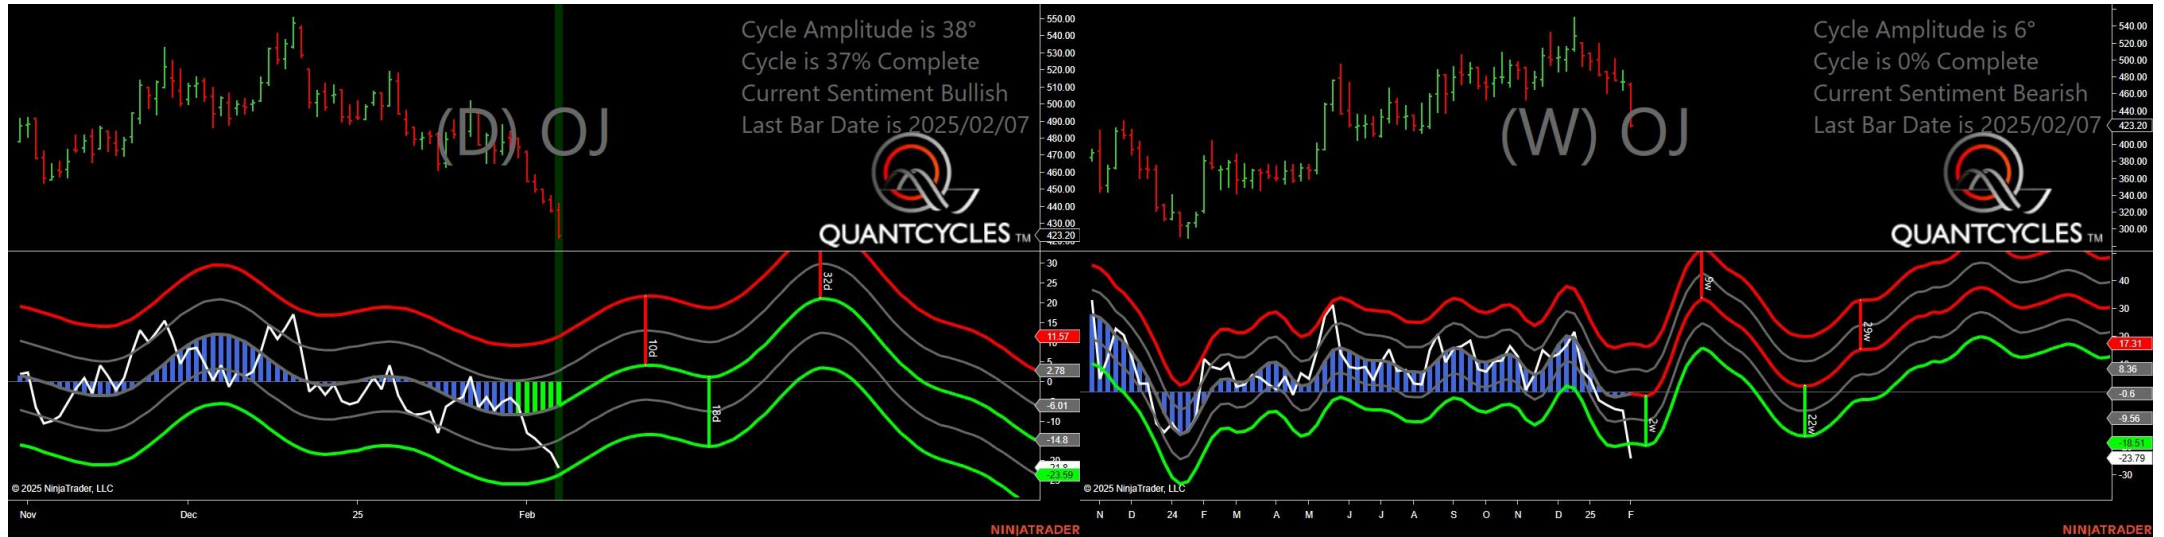 Cycle Amplitude is 38°
Cycle is 37% Complete
Current Sentiment Bullish
Last Bar Date is 2025/02/07
(D) OJ
QUANTCYCLES TM
550.00
540.00
530.00
520.00
510.00
500.00
490.00
480.00
470.00
460.00
450.00
440.00
430.00
423.20
30
25
20
15
11.57
10
5
2.78
0
-6.01
-10
-14.8
-21.8
-23.59
10d
18d
32d
© 2025 NinjaTrader, LLC
Nov Dec 25 Feb
NINJATRADER
Cycle Amplitude is 6°
Cycle is 0% Complete
Current Sentiment Bearish
Last Bar Date is 2025/02/07
(W) OJ
QUANTCYCLES TM
540.00
520.00
500.00
480.00
460.00
440.00
423.20
400.00
380.00
360.00
340.00
320.00
300.00
40
30
20
17.31
8.36
-0.6
-9.56
-18.51
-23.79
-30
2w
9w
22w
29w
© 2025 NinjaTrader, LLC
N D 24 F M A M J J A S O N D 25 F
NINJATRADER